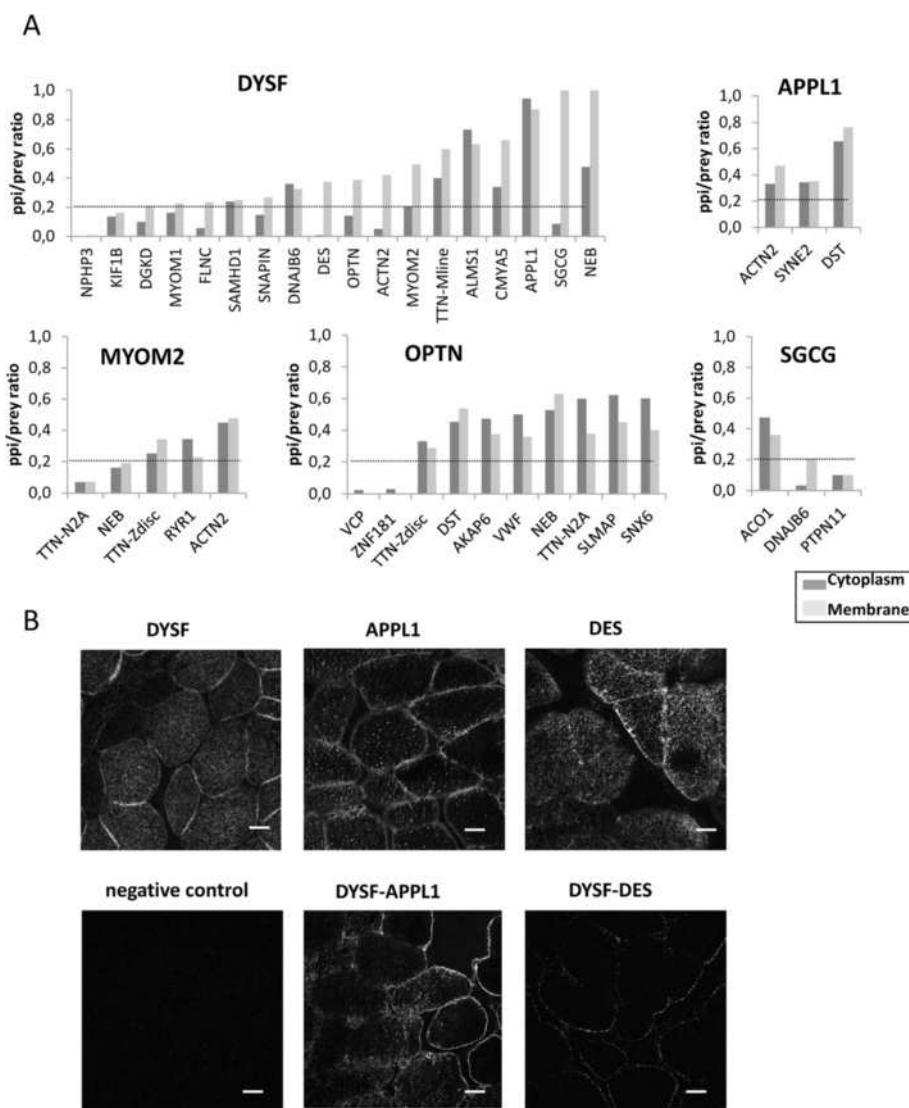 A
DYSF
ppi/prey ratio
1,0
0,8
0,6
0,4
0,2
0,0
NPHP3
KIF1B
DGKD
MYOM1
FLNC
SAMHD1
SNAPIN
DNAJB6
DES
OPTN
ACTN2
MYOM2
TTN-Mline
ALMS1
CMYA5
APPL1
SGCG
NEB
APPL1
ppi/prey ratio
1,0
0,8
0,6
0,4
0,2
0,0
ACTN2
SYNE2
DST
MYOM2
ppi/prey ratio
1,0
0,8
0,6
0,4
0,2
0,0
TTN-N2A
NEB
TTN-Zdisc
RYR1
ACTN2
OPTN
ppi/prey ratio
1,0
0,8
0,6
0,4
0,2
0,0
VCP
ZNF181
TTN-Zdisc
DST
AKAP6
VWF
NEB
TTN-N2A
SLMAP
SNX6
SGCG
ppi/prey ratio
1,0
0,8
0,6
0,4
0,2
0,0
ACO1
DNAJB6
PTPN11
Cytoplasm
Membrane
B
DYSF
APPL1
DES
negative control
DYSF-APPL1
DYSF-DES